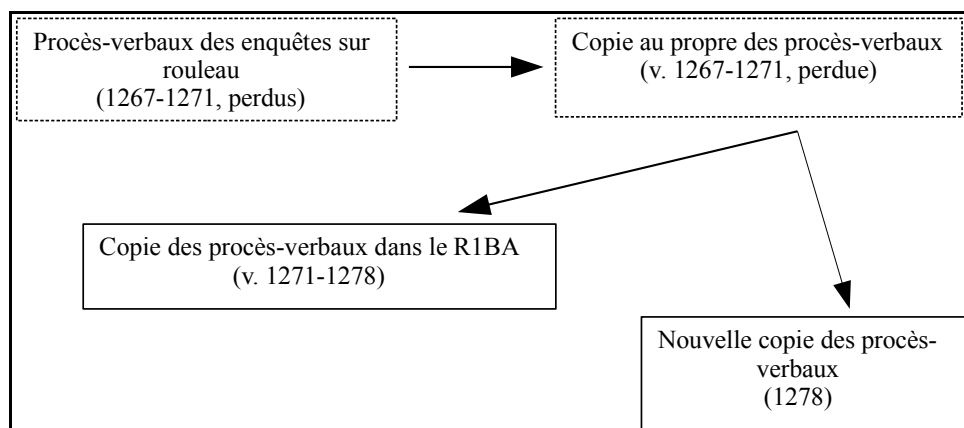 Procès-verbaux des enquêtes sur
rouleau
(1267-1271, perdus)
Copie au propre des procès-verbaux
(v. 1267-1271, perdue)
Copie des procès-verbaux dans le R1BA
(v. 1271-1278)
Nouvelle copie des procès-
verbaux
(1278)